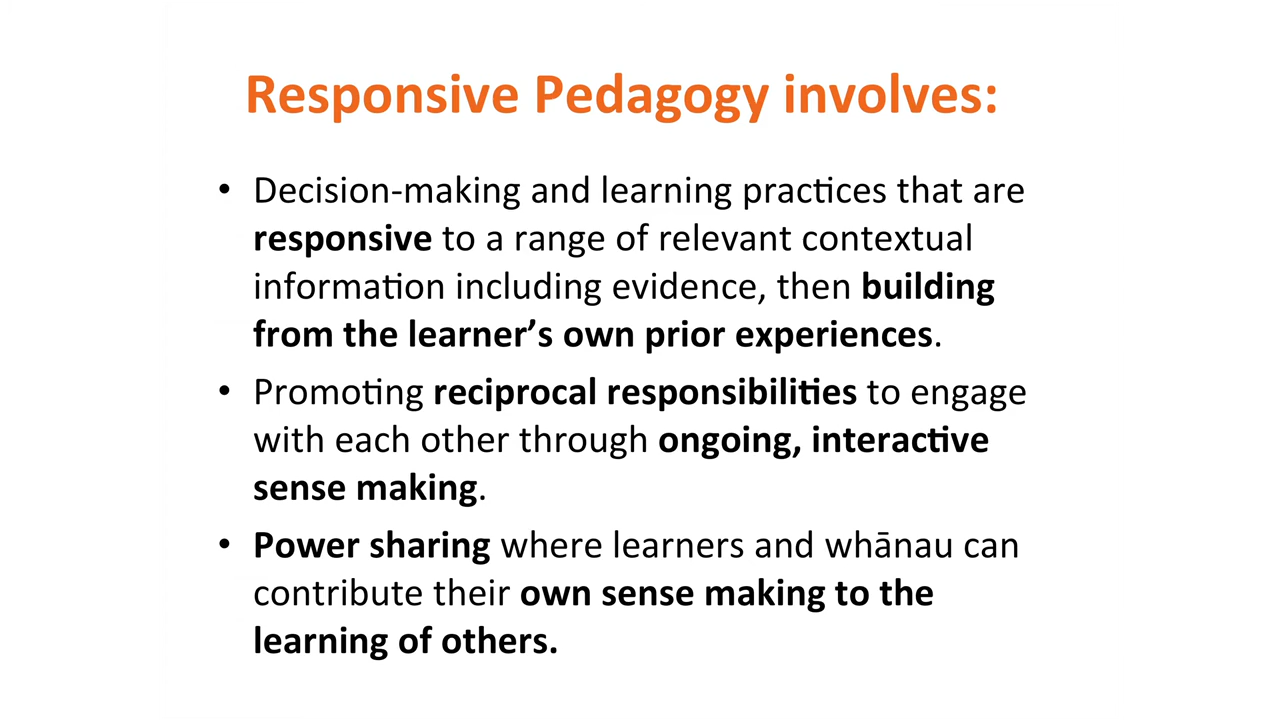 Responsive Pedagogy involves:
• Decision-making and learning practices that are
responsive to a range of relevant contextual
information including evidence, then building
from the learner’s own prior experiences.
• Promoting reciprocal responsibilities to engage
with each other through ongoing, interactive
sense making.
• Power sharing where learners and whānau can
contribute their own sense making to the
learning of others.